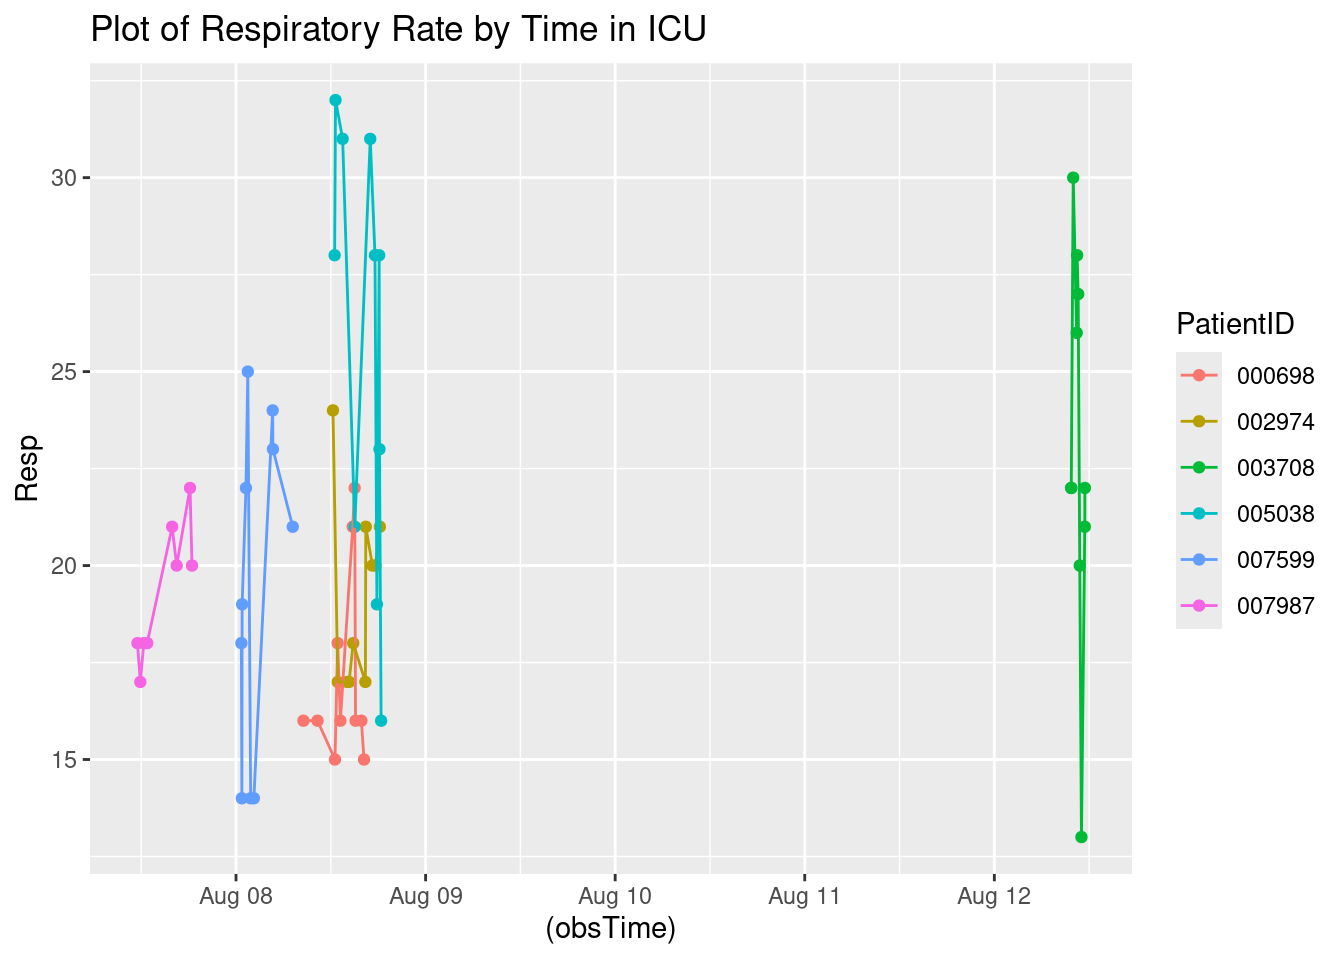 Plot of Respiratory Rate by Time in ICU
Resp
30
25
20
15
Aug 08
Aug 09
Aug 10
Aug 11
Aug 12
(obsTime)
PatientID
000698
002974
003708
005038
007599
007987